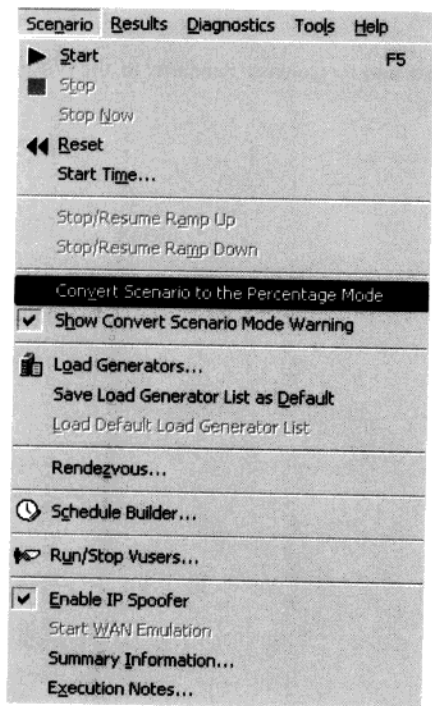 Scenario Results Diagnostics Tools Help
Start F5
Stop
Stop Now
Reset
Start Time...
Stop/Resume Ramp Up
Stop/Resume Ramp Down
Convert Scenario to the Percentage Mode
Show Convert Scenario Mode Warning
Load Generators...
Save Load Generator List as Default
Load Default Load Generator List
Rendezvous...
Schedule Builder...
Run/Stop Vusers...
Enable IP Spoofer
Start WAN Emulation
Summary Information...
Execution Notes...